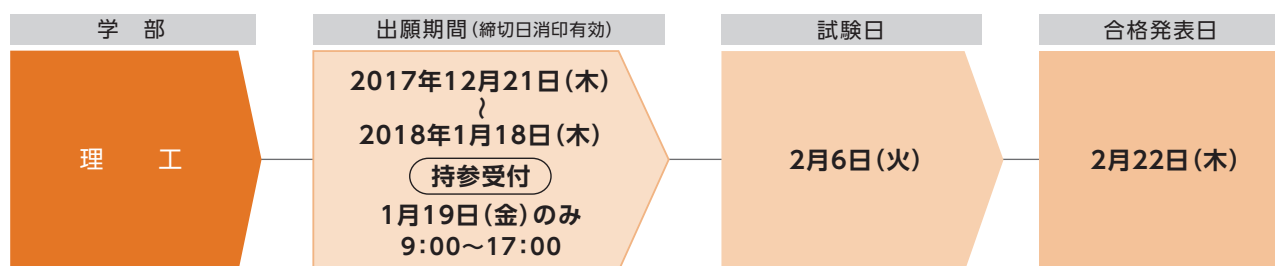 学　部
理　　工
出願期間(締切日消印有効)
2017年12月21日(木)
〜
2018年1月18日(木)
持参受付
1月19日(金)のみ
9:00〜17:00
試験日
2月6日(火)
合格発表日
2月22日(木)